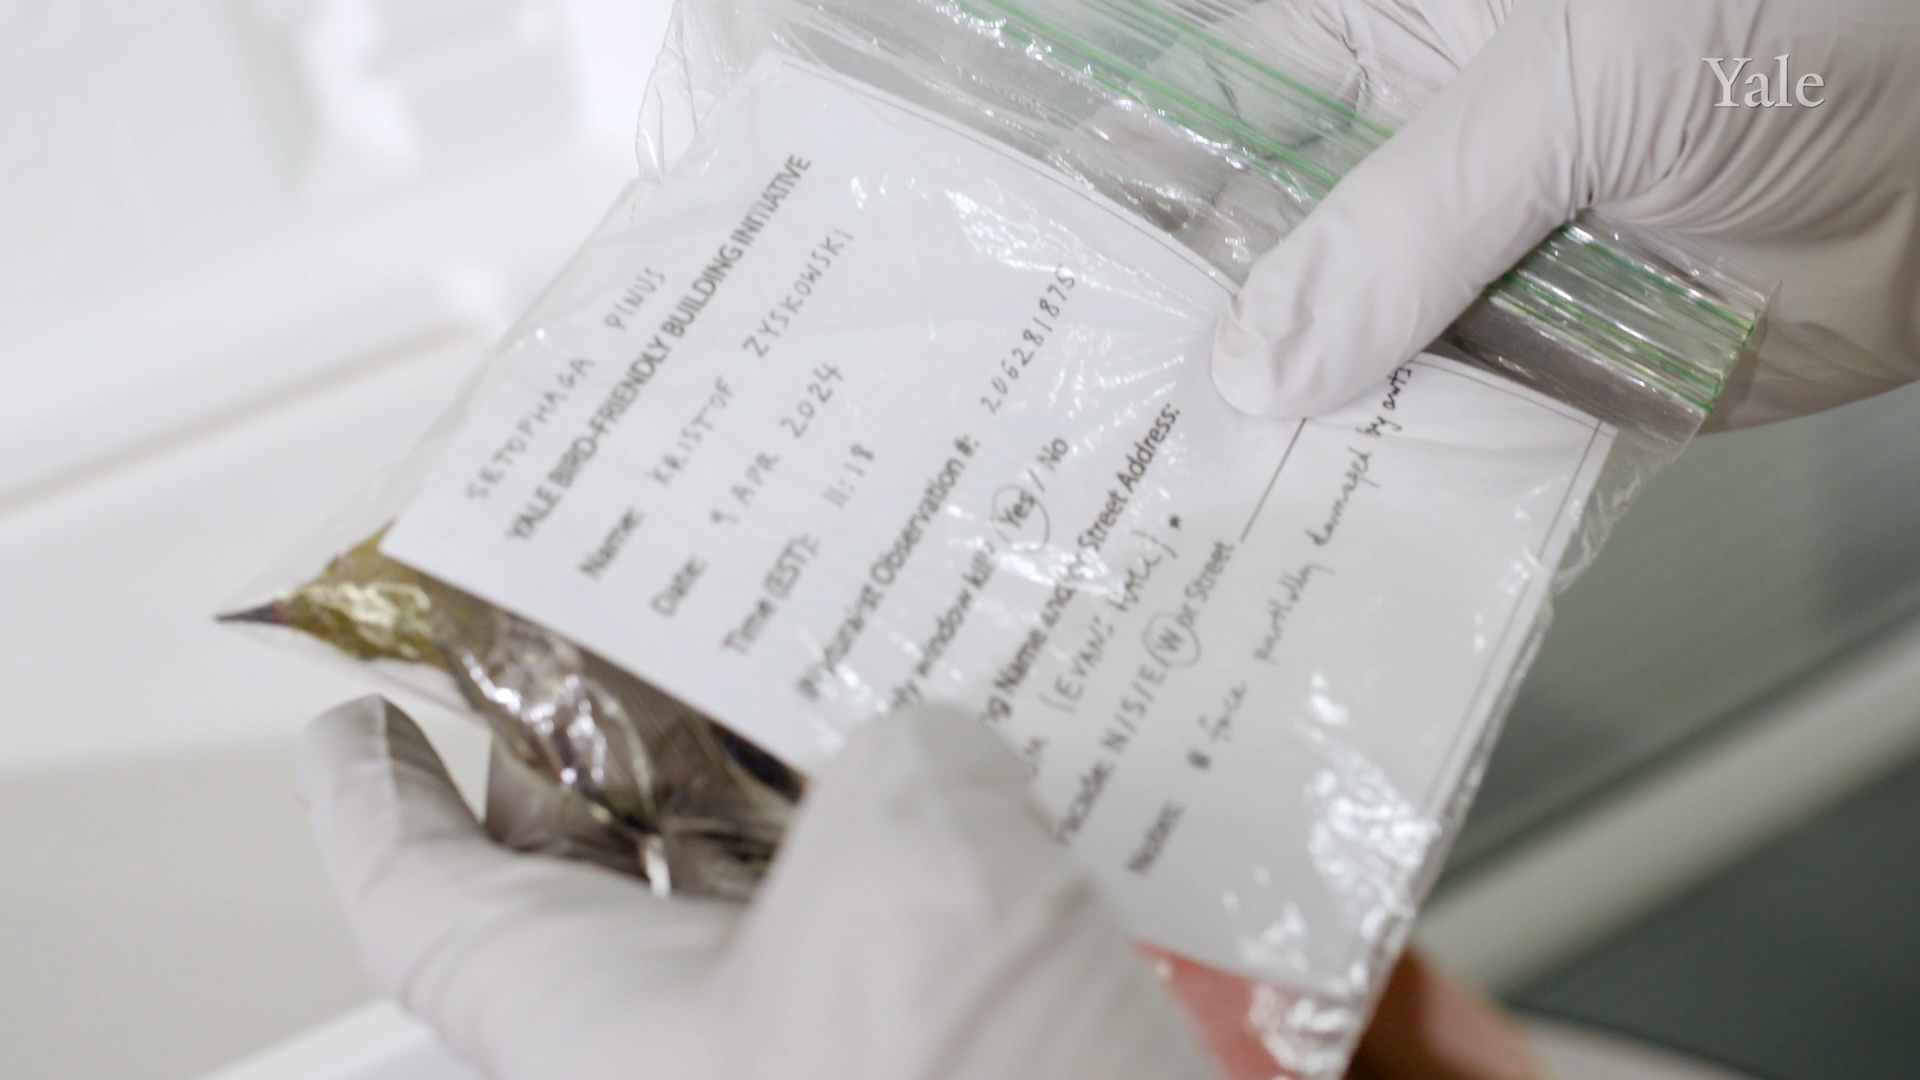 Yale
SETOPHAGA PINUS
YALE BIRD-FRIENDLY BUILDING INITIATIVE
Name: KRISTOF ZYSKOWSKI
Date: 9 APR 2024
Time (EST): 11:18
Observation #: 206281875
window kill? Yes / No
Name and/or Street Address:
(EVANS HALL) *
Facade: N/S/E/W or Street
Notes: * face partially damaged by ants